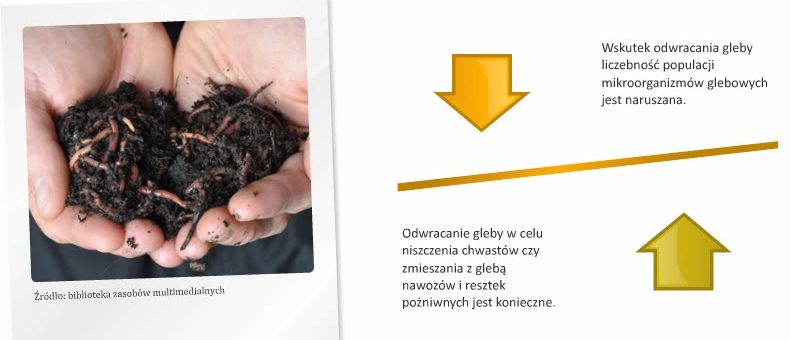 Wskutek odwracania gleby
liczebność populacji
mikroorganizmów glebowych
jest naruszana.
Odwracanie gleby w celu
niszczenia chwastów czy
zmieszania z glebą
nawozów i resztek
pożniwnych jest konieczne.
Źródło: biblioteka zasobów multimedialnych